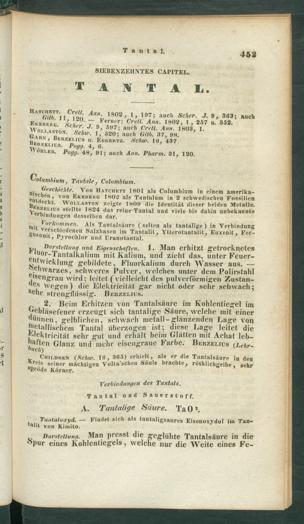 Tantal.
453
SIEBENZEHNTES CAPITEL.
TANTAL.
HATCHETT. Crell. Ann. 1802, 1, 197; auch Scher. J. 9, 363; auch
Gilb. 11, 120. — Ferner: Crell. Ann. 1802, 1, 257 u. 352.
EKEBERG. Scher. J. 9, 597; auch Crell. Ann. 1803, 1.
WOLLASTON. Schw. 1, 520; auch Gilb. 37, 98.
GAHN, BERZELIUS u. EGGERTZ. Schw. 16, 437.
BERZELIUS. Pogg. 4, 6.
WÖHLER. Pogg. 48, 91; auch Ann. Pharm. 31, 120.
Columbium, Tantale, Columbium.
Geschichte. VON HATCHETT 1801 als Columbium in einem amerika-
nischen, VON EKEBERG 1802 als Tantalum in 2 schwedischen Fossilien
entdeckt. WOLLASTON zeigte 1809 die Identität dieser beiden Metalle.
BERZELIUS stellte 1824 das reine Tantal und viele bis dahin unbekannte
Verbindungen desselben dar.
Vorkommen. Als Tantalsäure (selten als tantalige) in Verbindung
mit verschiedenen Salzbasen im Tantalit, Yttrotantalit, Euxenit, Fer-
gusonit, Pyrochlor und Uranotantal.
Darstellung und Eigenschaften. 1. Man erhitzt getrocknetes
Fluor-Tantalkalium mit Kalium, und zieht das, unter Feuer-
entwicklung gebildete, Fluorkalium durch Wasser aus. —
Schwarzes, schweres Pulver, welches unter dem Polirstahl
eisengrau wird; leitet (vielleicht des pulverförmigen Zustan-
des wegen) die Elektricität gar nicht oder sehr schwach;
sehr strengflüssig. BERZELIUS.
2. Beim Erhitzen von Tantalsäure im Kohlentiegel im
Gebläsefeuer erzeugt sich tantalige Säure, welche mit einer
dünnen, gelblichen, schwach metall-glänzenden Lage von
metallischem Tantal überzogen ist; diese Lage leitet die
Elektricität sehr gut und erhält beim Glätten mit Achat leb-
haften Glanz und mehr eisengraue Farbe. BERZELIUS (Lehr-
buch)
CHILDREN (Schw. 16, 365) erhielt, als er die Tantalsäure in den
Kreis seiner mächtigen Volta'schen Säule brachte, röthlichgelbe, sehr
spröde Körner.
Verbindungen des Tantals.
Tantal und Sauerstoff.
A. Tantalige Säure. TaO².
Tantaloxyd. — Findet sich als tantaligsaures Eisenoxydul im Tan-
talit von Kimito.
Darstellung. Man presst die geglühte Tantalsäure in die
Spur eines Kohlentiegels, welche nur die Weite eines Fe-